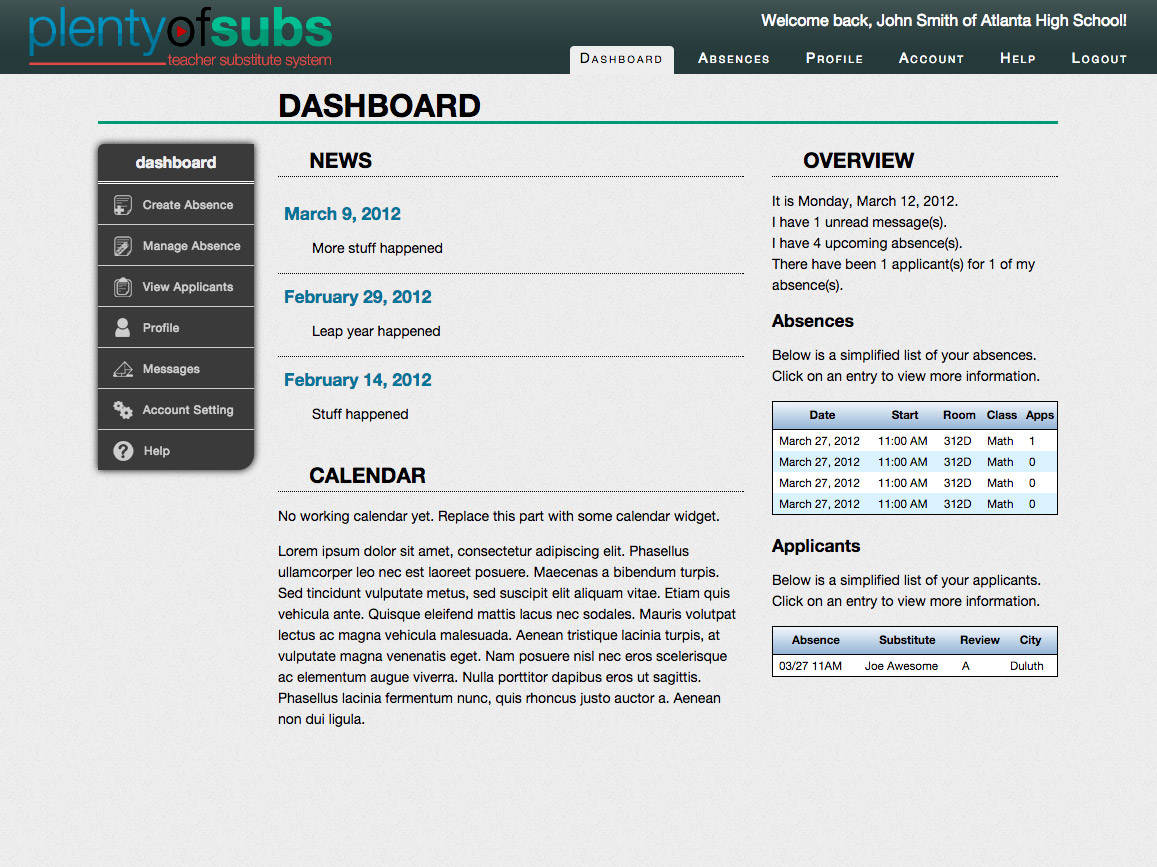 plentyofsubs
teacher substitute system
Welcome back, John Smith of Atlanta High School!
DASHBOARD ABSENCES PROFILE ACCOUNT HELP LOGOUT
DASHBOARD
dashboard
Create Absence
Manage Absence
View Applicants
Profile
Messages
Account Setting
Help
NEWS
March 9, 2012
More stuff happened
February 29, 2012
Leap year happened
February 14, 2012
Stuff happened
CALENDAR
No working calendar yet. Replace this part with some calendar widget.
Lorem ipsum dolor sit amet, consectetur adipiscing elit. Phasellus
ullamcorper leo nec est laoreet posuere. Maecenas a bibendum turpis.
Sed tincidunt vulputate metus, sed suscipit elit aliquam vitae. Etiam quis
vehicula ante. Quisque eleifend mattis lacus nec sodales. Mauris volutpat
lectus ac magna vehicula malesuada. Aenean tristique lacinia turpis, at
vulputate magna venenatis eget. Nam posuere nisl nec eros scelerisque
ac elementum augue viverra. Nulla porttitor dapibus eros ut sagittis.
Phasellus lacinia fermentum nunc, quis rhoncus justo auctor a. Aenean
non dui ligula.
OVERVIEW
It is Monday, March 12, 2012.
I have 1 unread message(s).
I have 4 upcoming absence(s).
There have been 1 applicant(s) for 1 of my
absence(s).
Absences
Below is a simplified list of your absences.
Click on an entry to view more information.
Date Start Room Class Apps
March 27, 2012 11:00 AM 312D Math 1
March 27, 2012 11:00 AM 312D Math 0
March 27, 2012 11:00 AM 312D Math 0
March 27, 2012 11:00 AM 312D Math 0
Applicants
Below is a simplified list of your applicants.
Click on an entry to view more information.
Absence Substitute Review City
03/27 11AM Joe Awesome A Duluth